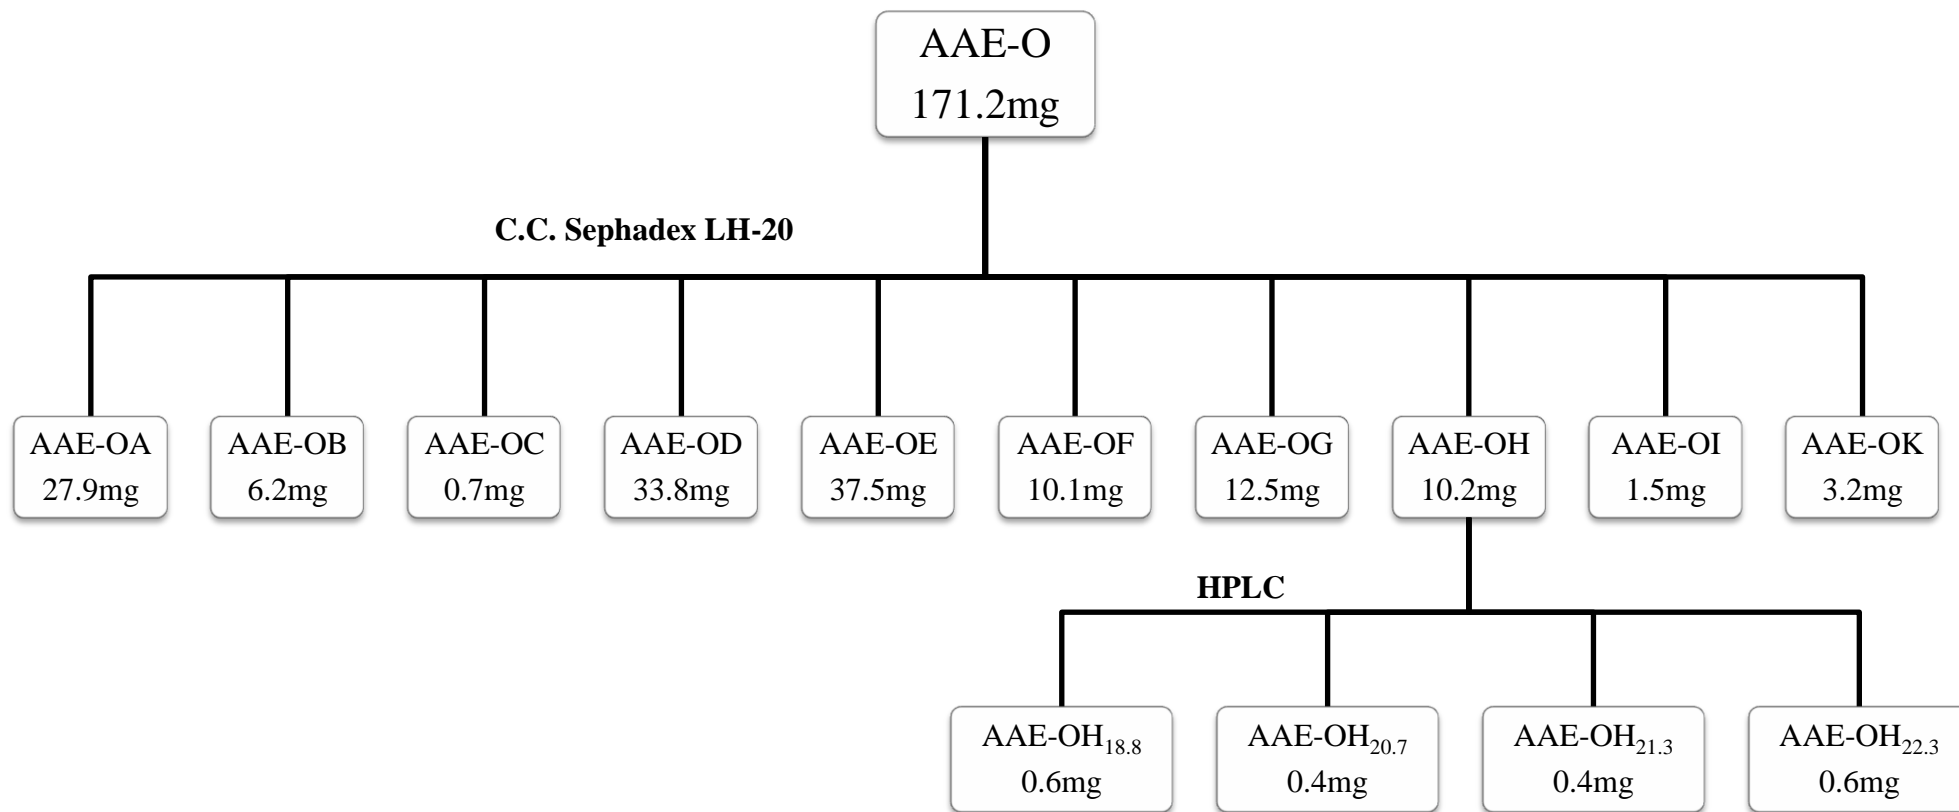 AAE-O
171.2mg
C.C. Sephadex LH-20
AAE-OA
27.9mg
AAE-OB
6.2mg
AAE-OC
0.7mg
AAE-OD
33.8mg
AAE-OE
37.5mg
AAE-OF
10.1mg
AAE-OG
12.5mg
AAE-OH
10.2mg
AAE-OI
1.5mg
AAE-OK
3.2mg
HPLC
AAE-OH18.8
0.6mg
AAE-OH20.7
0.4mg
AAE-OH21.3
0.4mg
AAE-OH22.3
0.6mg